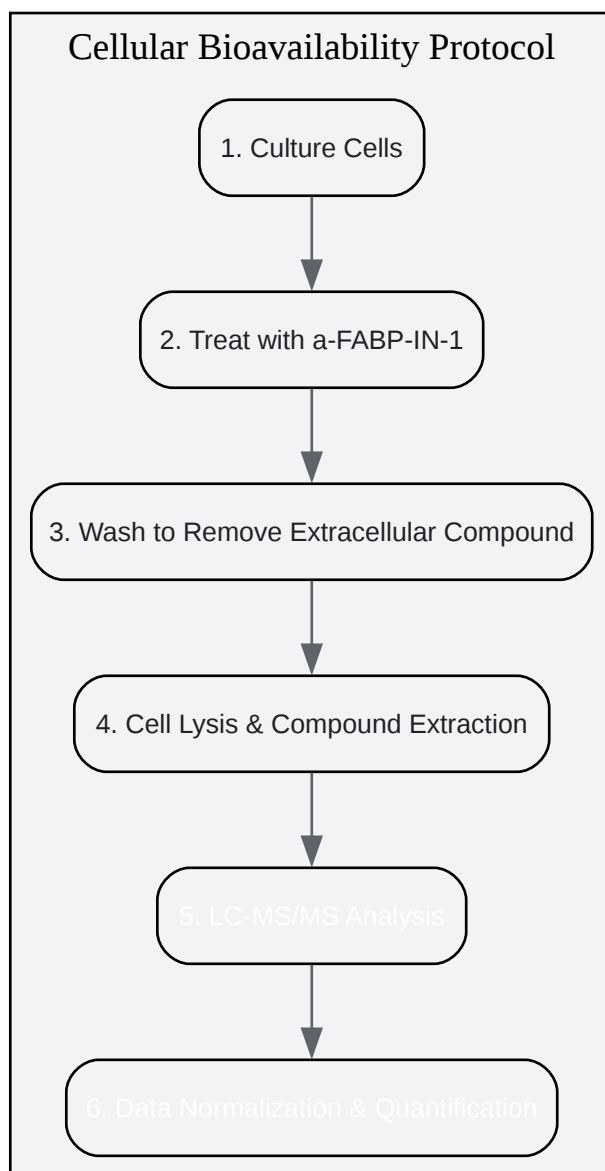 Cellular Bioavailability Protocol
1. Culture Cells
2. Treat with a-FABP-IN-1
3. Wash to Remove Extracellular Compound
4. Cell Lysis & Compound Extraction
5. LC-MS/MS Analysis
6. Data Normalization & Quantification